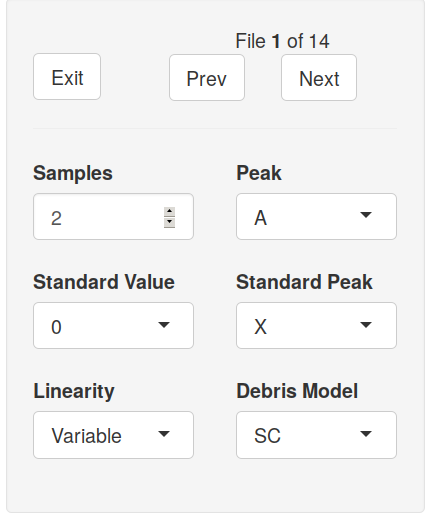 File 1 of 14
Exit
Prev
Next
Samples
Peak
2
A
Standard Value
Standard Peak
0
X
Linearity
Debris Model
Variable
SC